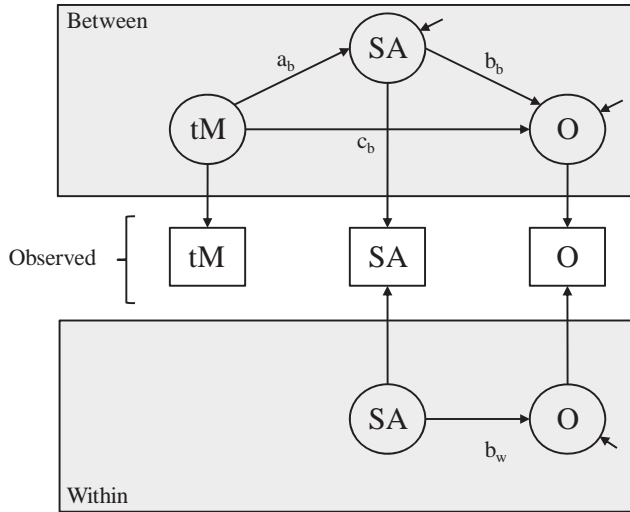 Between
SA
a_b
b_b
tM
O
c_b
Observed
tM
SA
O
SA
O
b_w
Within